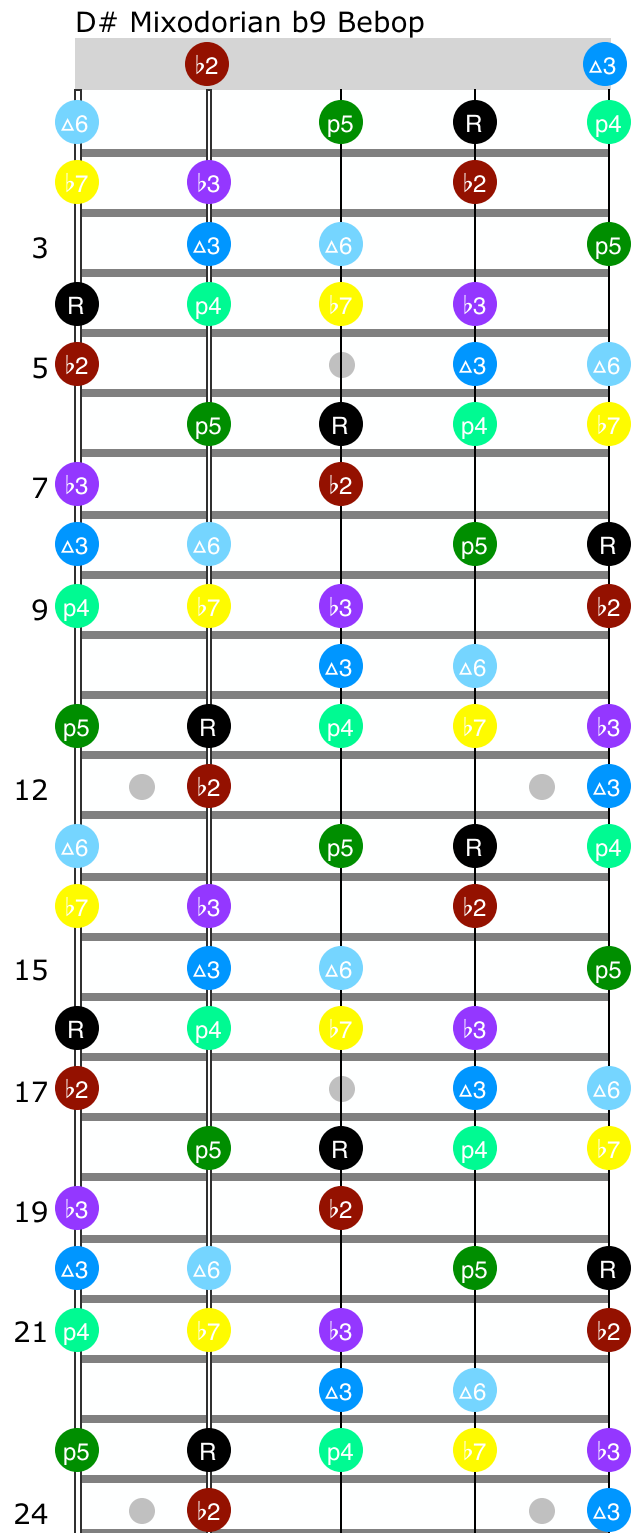 D# Mixodorian b9 Bebop
♭2 △3
△6 p5 R p4
♭7 ♭3 ♭2
3 △3 △6 p5
R p4 ♭7 ♭3
5 ♭2 △3 △6
p5 R p4 ♭7
7 ♭3 ♭2
△3 △6 p5 R
9 p4 ♭7 ♭3 ♭2
△3 △6
p5 R p4 ♭7 ♭3
12 ♭2 △3
△6 p5 R p4
♭7 ♭3 ♭2
15 △3 △6 p5
R p4 ♭7 ♭3
17 ♭2 △3 △6
p5 R p4 ♭7
19 ♭3 ♭2
△3 △6 p5 R
21 p4 ♭7 ♭3 ♭2
△3 △6
p5 R p4 ♭7 ♭3
24 ♭2 △3